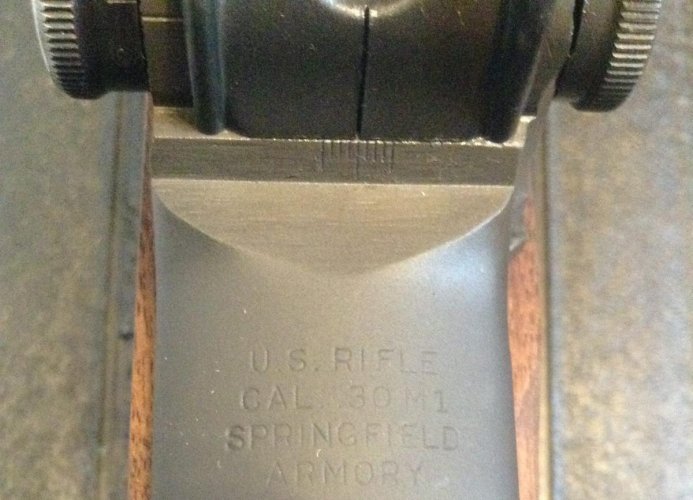 U.S. RIFLE
CAL. 30 M1
SPRINGFIELD
ARMORY